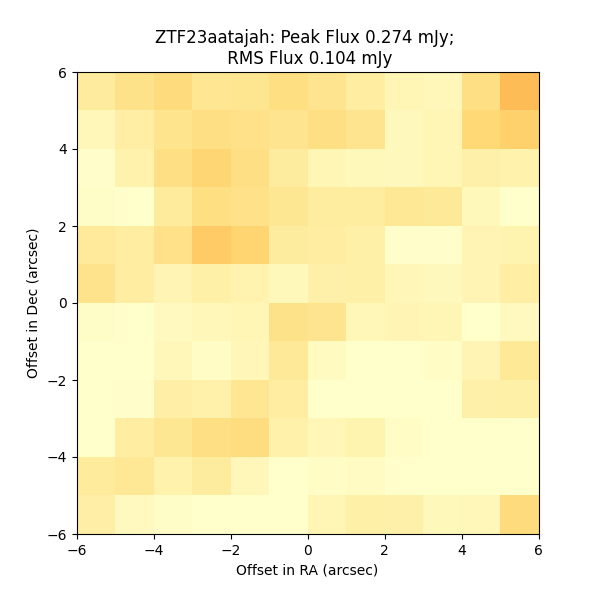 ZTF23aatajah: Peak Flux 0.274 mJy;
RMS Flux 0.104 mJy
6
4
2
0
−2
−4
−6
Offset in Dec (arcsec)
−6 −4 −2 0 2 4 6
Offset in RA (arcsec)